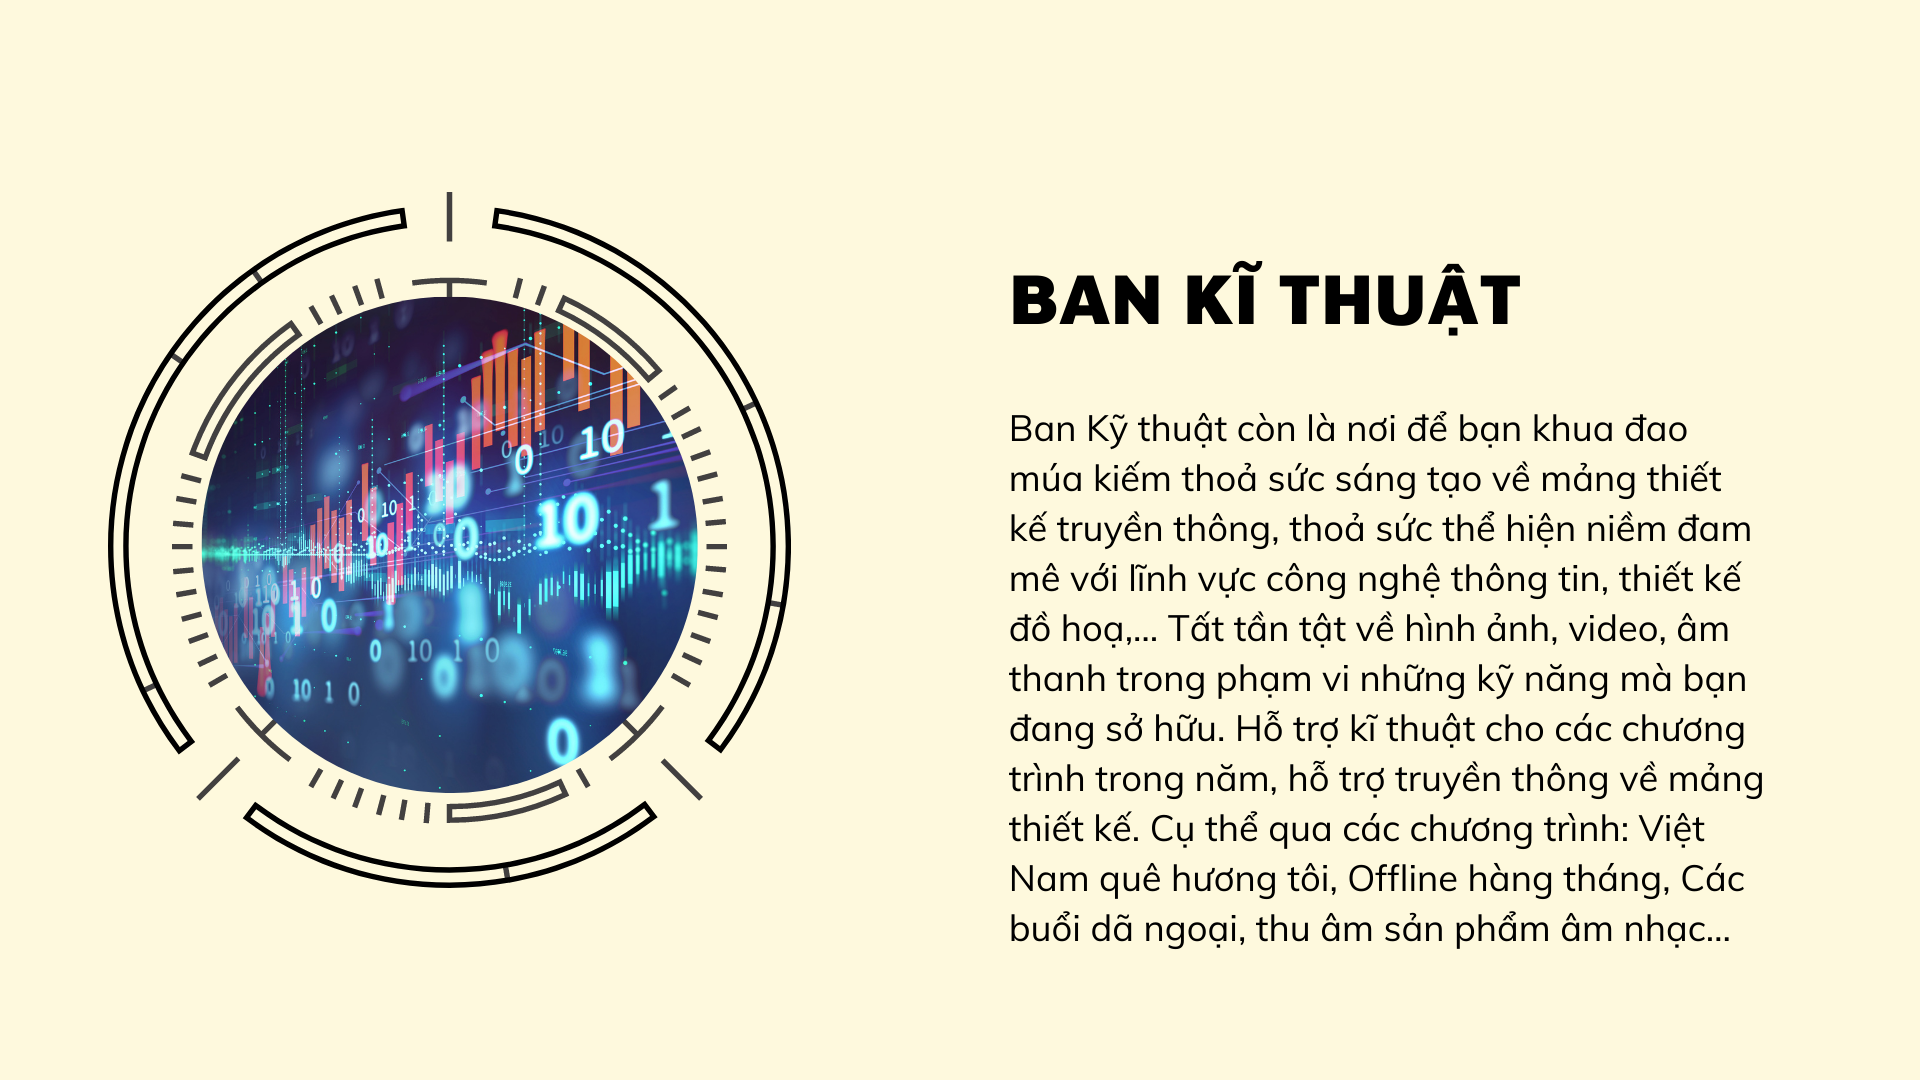 BAN KĨ THUẬT
Ban Kỹ thuật còn là nơi để bạn khua đao
múa kiếm thoả sức sáng tạo về mảng thiết
kế truyền thông, thoả sức thể hiện niềm đam
mê với lĩnh vực công nghệ thông tin, thiết kế
đồ hoạ,... Tất tần tật về hình ảnh, video, âm
thanh trong phạm vi những kỹ năng mà bạn
đang sở hữu. Hỗ trợ kĩ thuật cho các chương
trình trong năm, hỗ trợ truyền thông về mảng
thiết kế. Cụ thể qua các chương trình: Việt
Nam quê hương tôi, Offline hàng tháng, Các
buổi dã ngoại, thu âm sản phẩm âm nhạc...